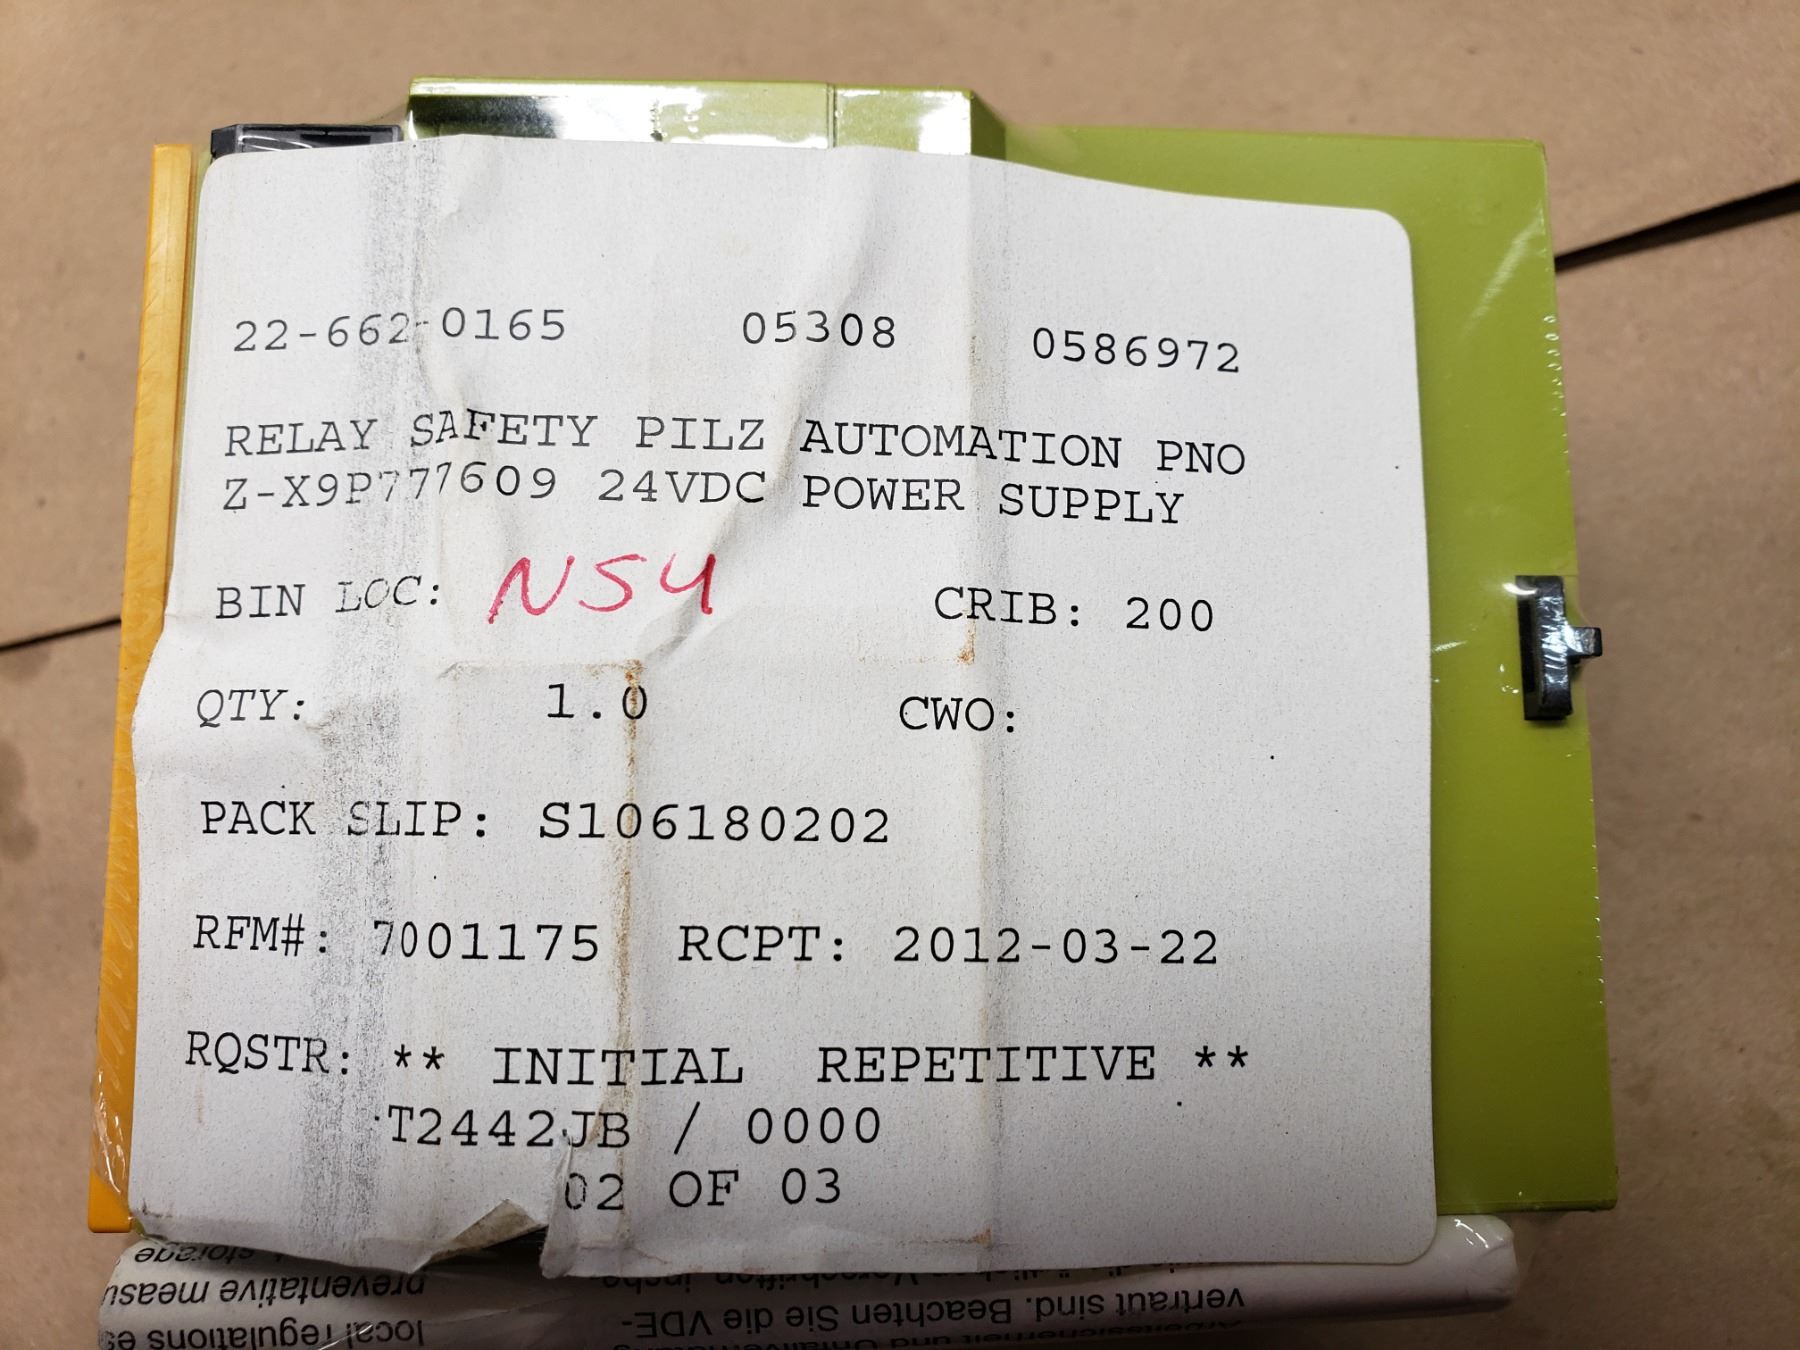 22-662-0165 05308 0586972
RELAY SAFETY PILZ AUTOMATION PNO
Z-X9P777609 24VDC POWER SUPPLY
BIN LOC: N54 CRIB: 200
QTY: 1.0 CWO:
PACK SLIP: S106180202
RFM#: 7001175 RCPT: 2012-03-22
RQSTR: ** INITIAL REPETITIVE **
T2442JB / 0000
02 OF 03
vertraut sind. Beachten Sie die VDE-
local regulations
preventative
storage